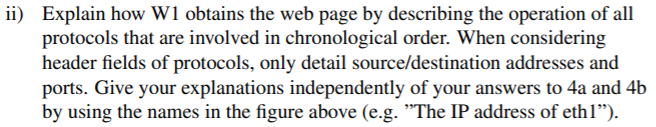 ii) Explain how W1 obtains the web page by describing the operation of all
protocols that are involved in chronological order. When considering
header fields of protocols, only detail source/destination addresses and
ports. Give your explanations independently of your answers to 4a and 4b
by using the names in the figure above (e.g. ”The IP address of eth1”).